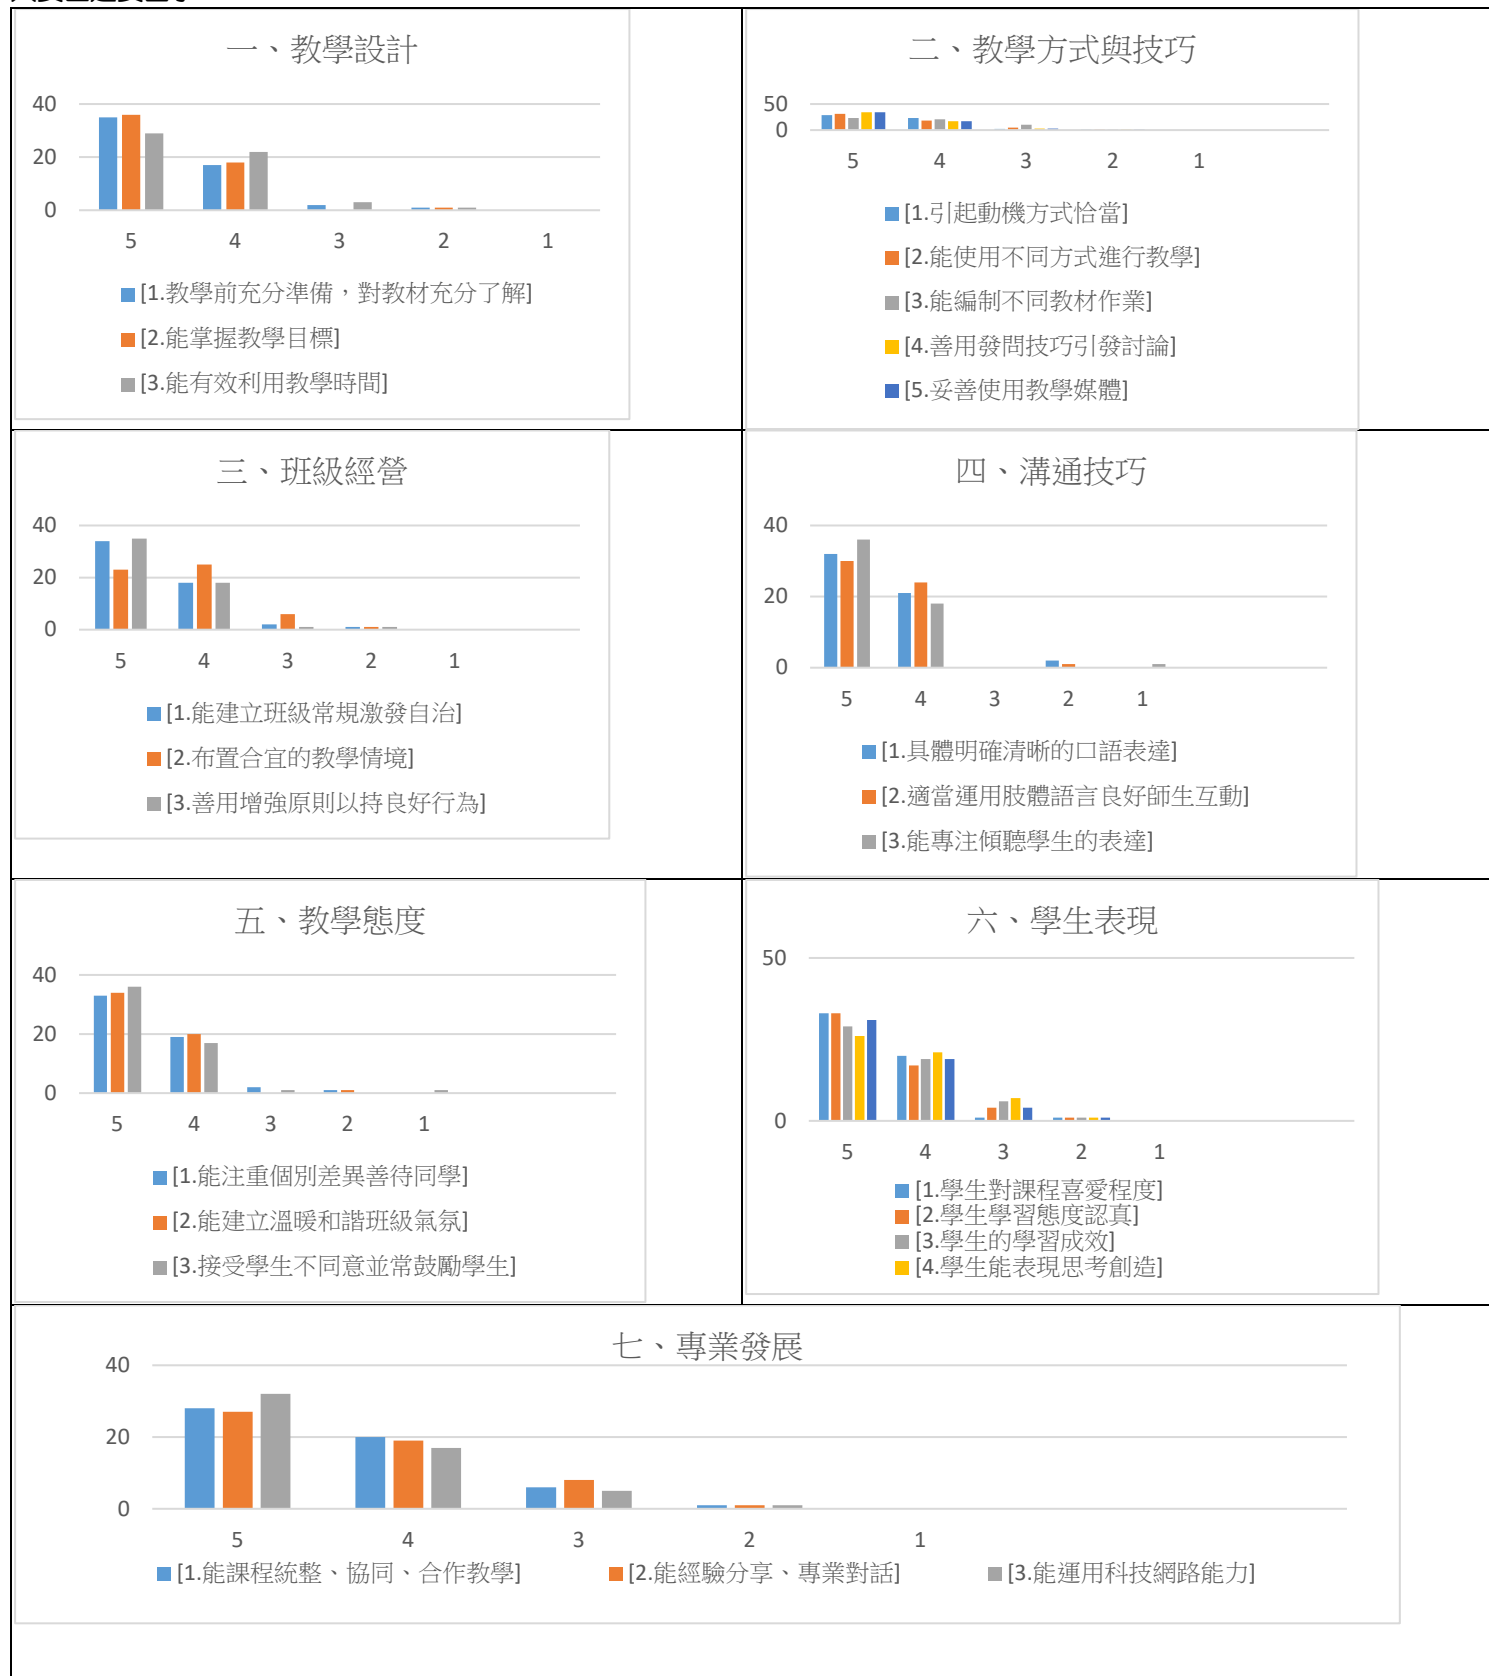 一、教學設計
40
20
0
5 4 3 2 1
[1.教學前充分準備，對教材充分了解]
[2.能掌握教學目標]
[3.能有效利用教學時間]
二、教學方式與技巧
50
0
5 4 3 2 1
[1.引起動機方式恰當]
[2.能使用不同方式進行教學]
[3.能編制不同教材作業]
[4.善用發問技巧引發討論]
[5.妥善使用教學媒體]
三、班級經營
40
20
0
5 4 3 2 1
[1.能建立班級常規激發自治]
[2.布置合宜的教學情境]
[3.善用增強原則以持良好行為]
四、溝通技巧
40
20
0
5 4 3 2 1
[1.具體明確清晰的口語表達]
[2.適當運用肢體語言良好師生互動]
[3.能專注傾聽學生的表達]
五、教學態度
40
20
0
5 4 3 2 1
[1.能注重個別差異善待同學]
[2.能建立溫暖和諧班級氣氛]
[3.接受學生不同意並常鼓勵學生]
六、學生表現
50
0
5 4 3 2 1
[1.學生對課程喜愛程度]
[2.學生學習態度認真]
[3.學生的學習成效]
[4.學生能表現思考創造]
七、專業發展
40
20
0
5 4 3 2 1
[1.能課程統整、協同、合作教學] [2.能經驗分享、專業對話] [3.能運用科技網路能力]